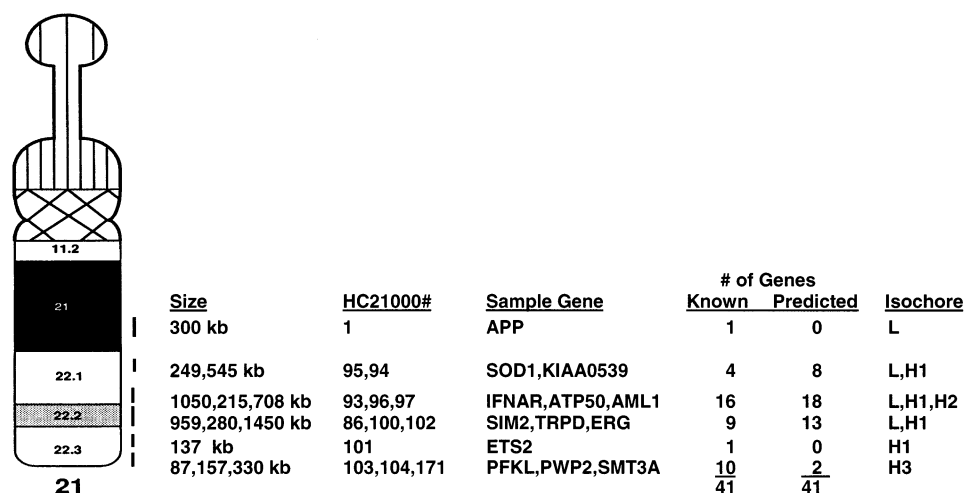 11.2
# of Genes
21 Size HC21000# Sample Gene Known Predicted Isochore
300 kb 1 APP 1 0 L
22.1 249,545 kb 95,94 SOD1,KIAA0539 4 8 L,H1
1050,215,708 kb 93,96,97 IFNAR,ATP50,AML1 16 18 L,H1,H2
22.2 959,280,1450 kb 86,100,102 SIM2,TRPD,ERG 9 13 L,H1
22.3 137 kb 101 ETS2 1 0 H1
87,157,330 kb 103,104,171 PFKL,PWP2,SMT3A 10 2 H3
21 41 41